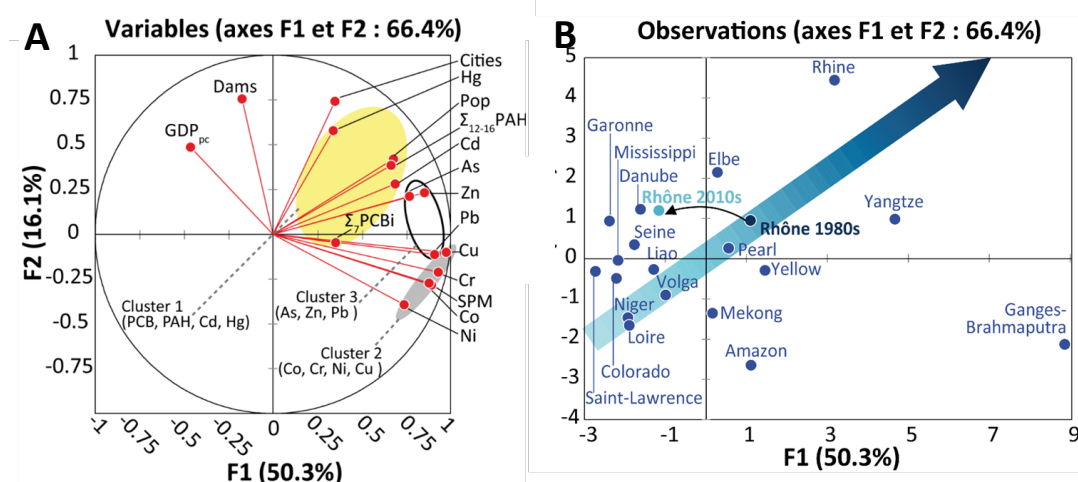 A
Variables (axes F1 et F2 : 66.4%)
1
0.75
0.5
0.25
0
-0.25
-0.5
-0.75
F2 (16.1%)
Dams
GDPpc
Cities
Hg
Pop
Σ12-16PAH
Cd
As
Zn
Pb
Cu
Cr
SPM
Co
Ni
Σ7PCBi
Cluster 1
(PCB, PAH, Cd, Hg)
Cluster 3
(As, Zn, Pb )
Cluster 2
(Co, Cr, Ni, Cu )
-1
-0.75
-0.5
-0.25
0
0.25
0.5
0.75
1
F1 (50.3%)
B
Observations (axes F1 et F2 : 66.4%)
5
4
3
2
1
0
-1
-2
-3
-4
Rhine
Garonne
Mississippi
Elbe
Danube
Rhône 2010s
Yangtze
Rhône 1980s
Seine
Pearl
Liao
Yellow
Volga
Niger
Mekong
Ganges-
Brahmaputra
Loire
Amazon
Colorado
Saint-Lawrence
-3
-1
1
3
5
7
9
F1 (50.3%)